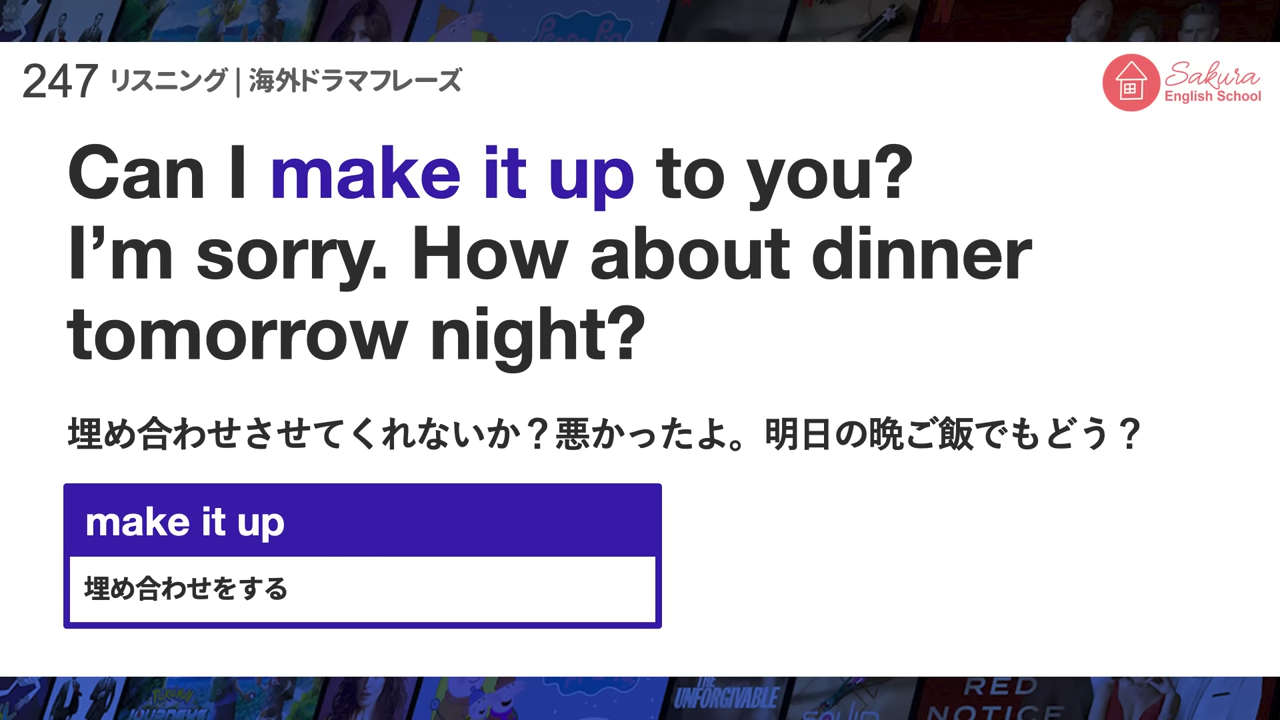 247 リスニング | 海外ドラマフレーズ
Sakura
English School
Can I make it up to you?
I’m sorry. How about dinner
tomorrow night?
埋め合わせさせてくれないか？悪かったよ。明日の晩ご飯でもどう？
make it up
埋め合わせをする
POKÉMON
JOURNEYS
THE
UNFORGIVABLE
RED
NOTICE